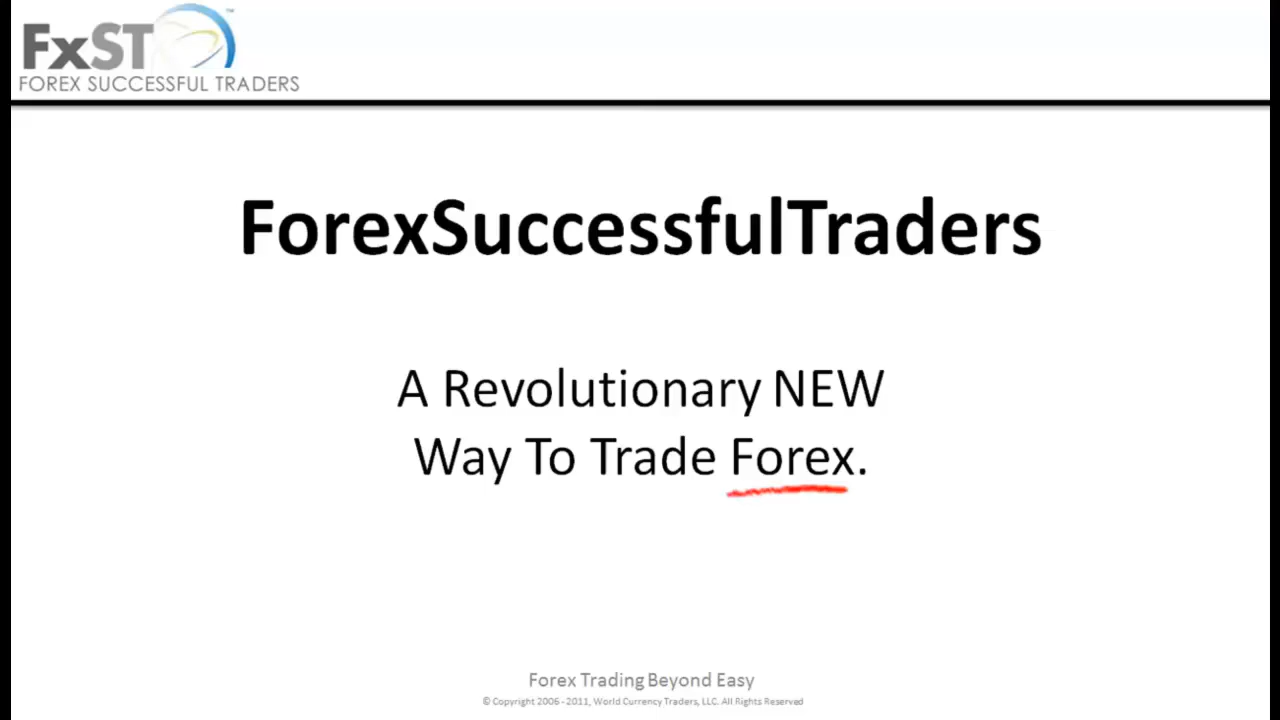 FxST™
FOREX SUCCESSFUL TRADERS
ForexSuccessfulTraders
A Revolutionary NEW
Way To Trade Forex.
Forex Trading Beyond Easy
© Copyright 2006 - 2011, World Currency Traders, LLC. All Rights Reserved